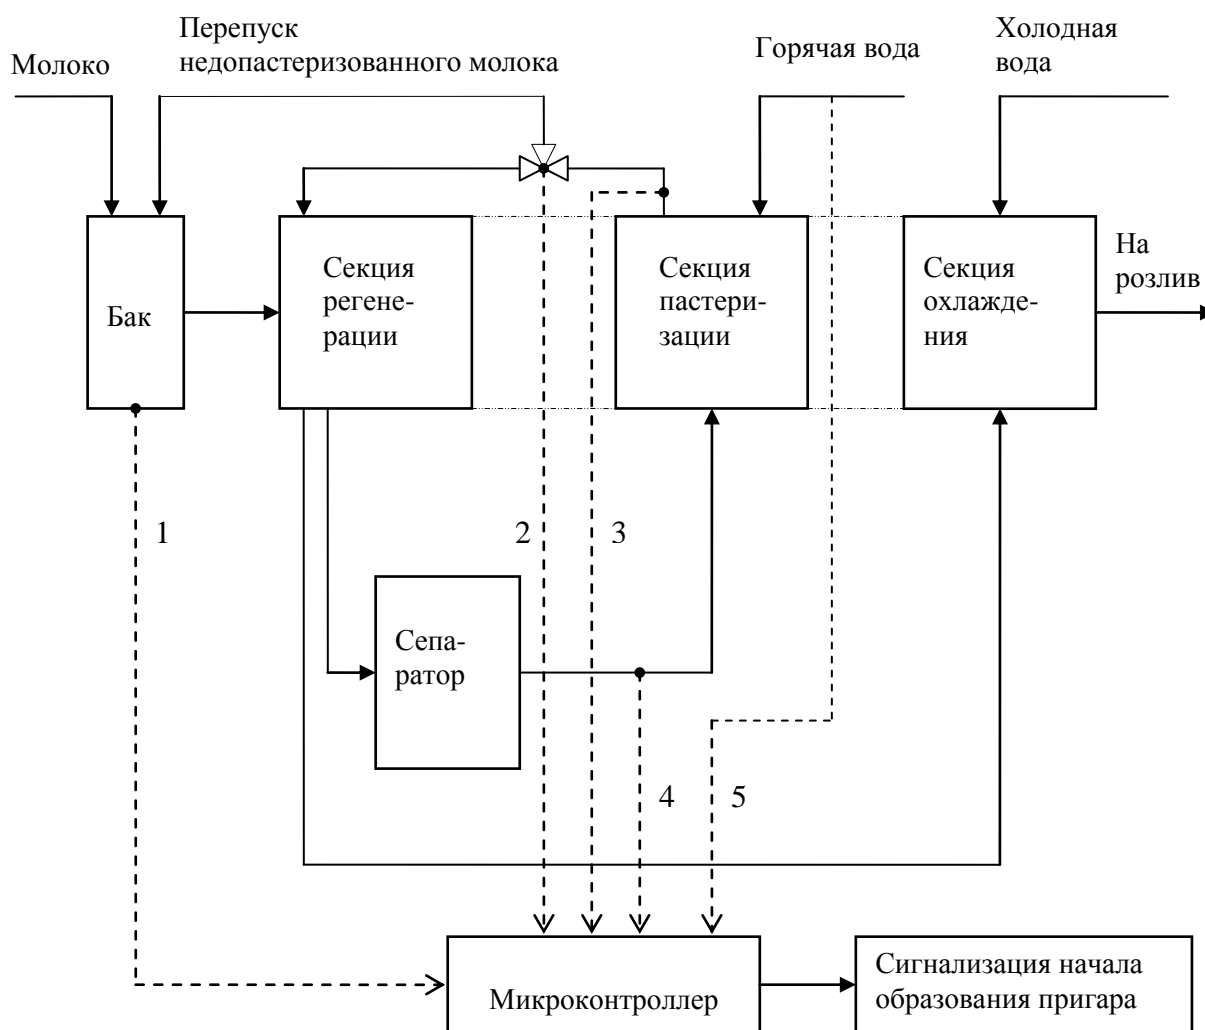 Молоко
Перепуск
недопастеризованного молока
Горячая вода
Холодная
вода
Бак
Секция
регене-
рации
Секция
пастери-
зации
Секция
охлажде-
ния
На
розлив
1
2
3
Сепа-
ратор
4
5
Микроконтроллер
Сигнализация начала
образования пригара